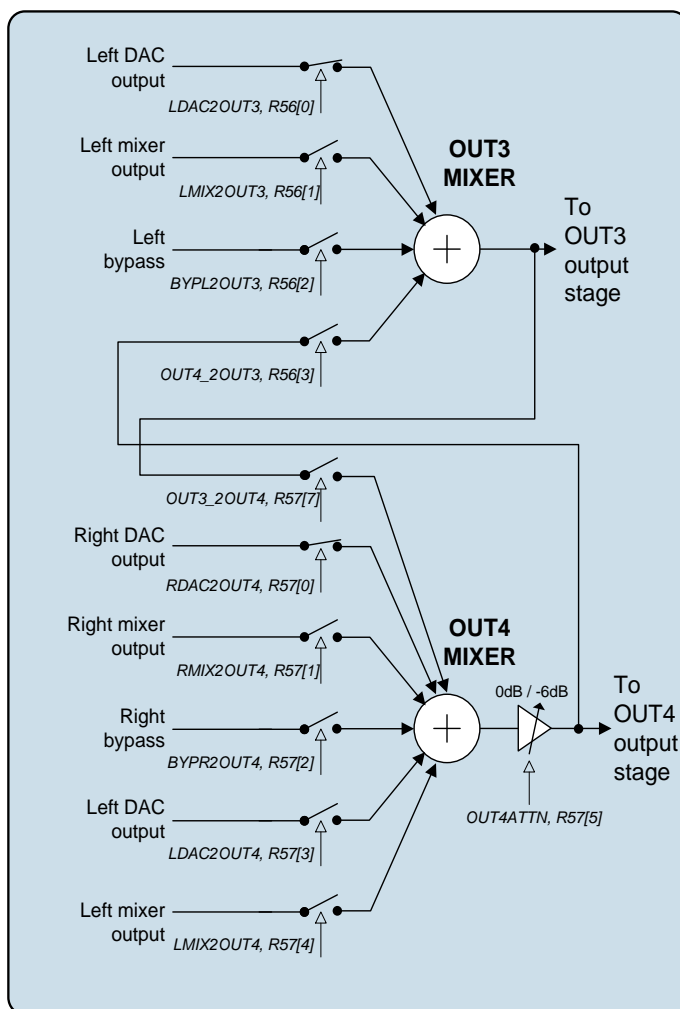 Left DAC
output
LDAC2OUT3, R56[0]
Left mixer
output
LMIX2OUT3, R56[1]
Left
bypass
BYPL2OUT3, R56[2]
OUT4_2OUT3, R56[3]
OUT3
MIXER
To
OUT3
output
stage
OUT3_2OUT4, R57[7]
Right DAC
output
RDAC2OUT4, R57[0]
Right mixer
output
RMIX2OUT4, R57[1]
Right
bypass
BYPR2OUT4, R57[2]
Left DAC
output
LDAC2OUT4, R57[3]
Left mixer
output
LMIX2OUT4, R57[4]
OUT4
MIXER
0dB / -6dB
OUT4ATTN, R57[5]
To
OUT4
output
stage